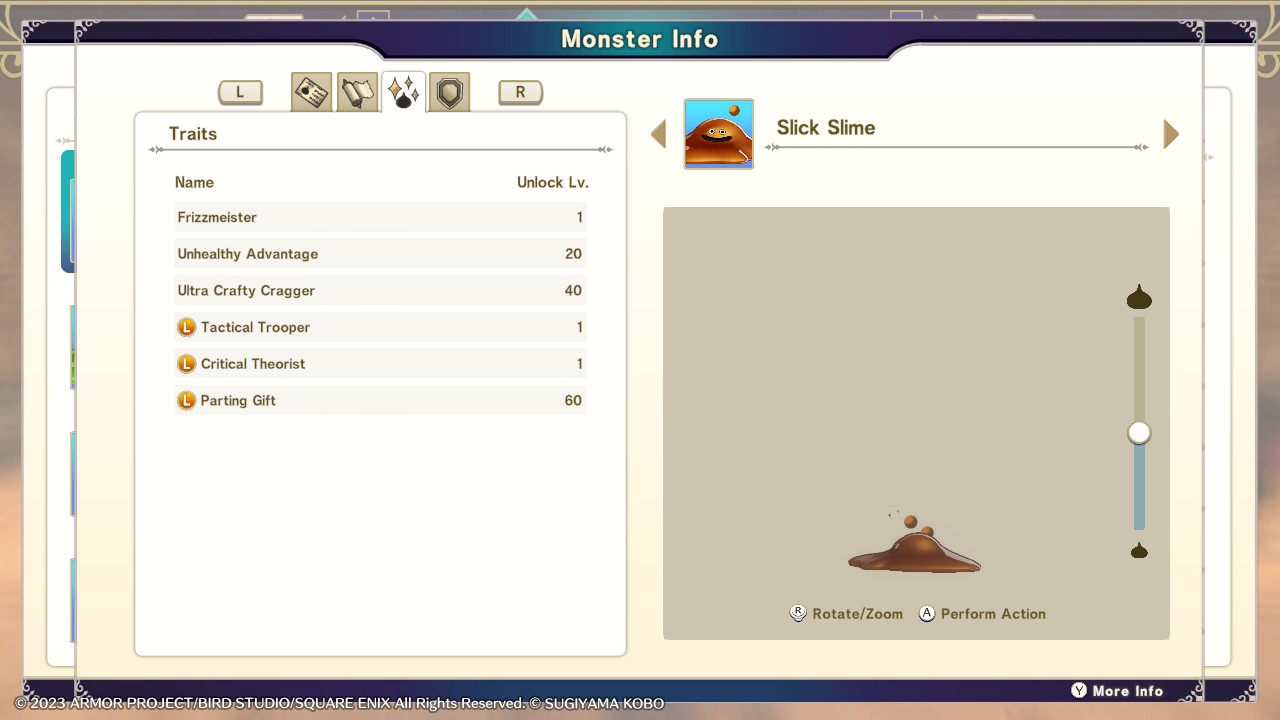 Monster Info
L
R
Traits
Name Unlock Lv.
Frizzmeister 1
Unhealthy Advantage 20
Ultra Crafty Cragger 40
L Tactical Trooper 1
L Critical Theorist 1
L Parting Gift 60
Slick Slime
R Rotate/Zoom A Perform Action
Y More Info
© 2023 ARMOR PROJECT/BIRD STUDIO/SQUARE ENIX All Rights Reserved. © SUGIYAMA KOBO